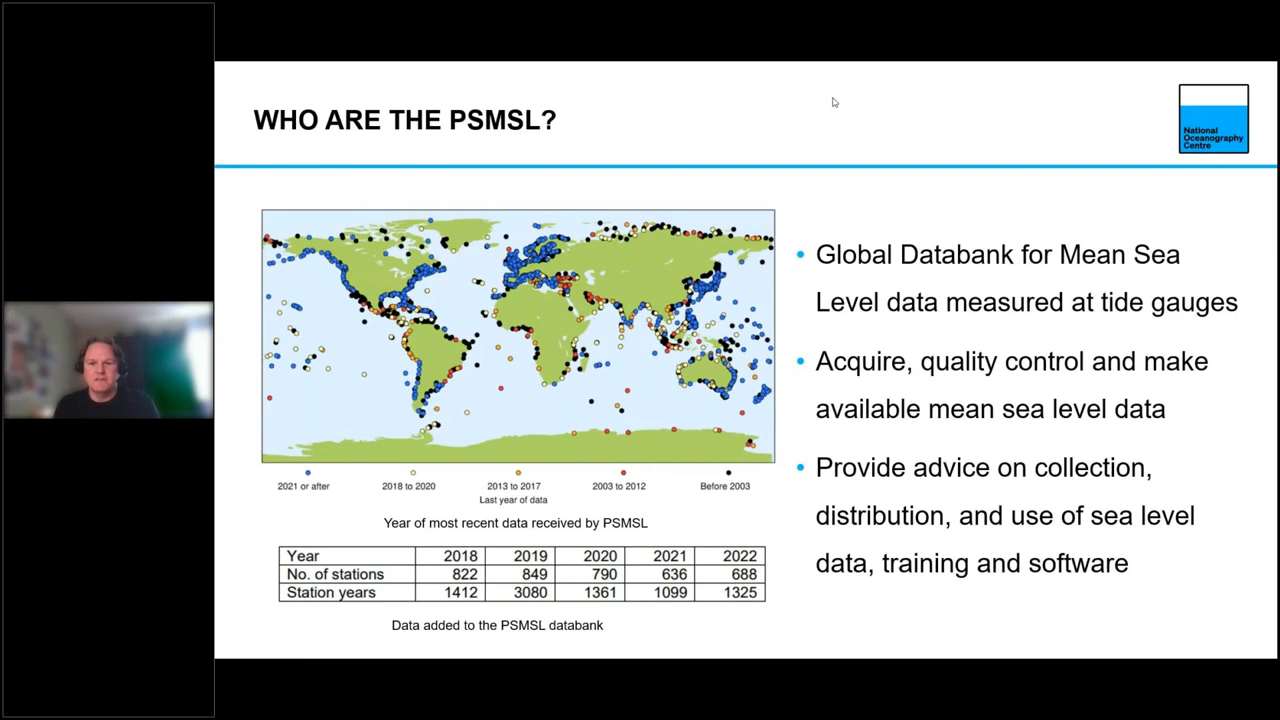 WHO ARE THE PSMSL?
National
Oceanography
Centre
2021 or after
2018 to 2020
2013 to 2017
2003 to 2012
Before 2003
Last year of data
Year of most recent data received by PSMSL
Year 2018 2019 2020 2021 2022
No. of stations 822 849 790 636 688
Station years 1412 3080 1361 1099 1325
Data added to the PSMSL databank
• Global Databank for Mean Sea
Level data measured at tide gauges
• Acquire, quality control and make
available mean sea level data
• Provide advice on collection,
distribution, and use of sea level
data, training and software